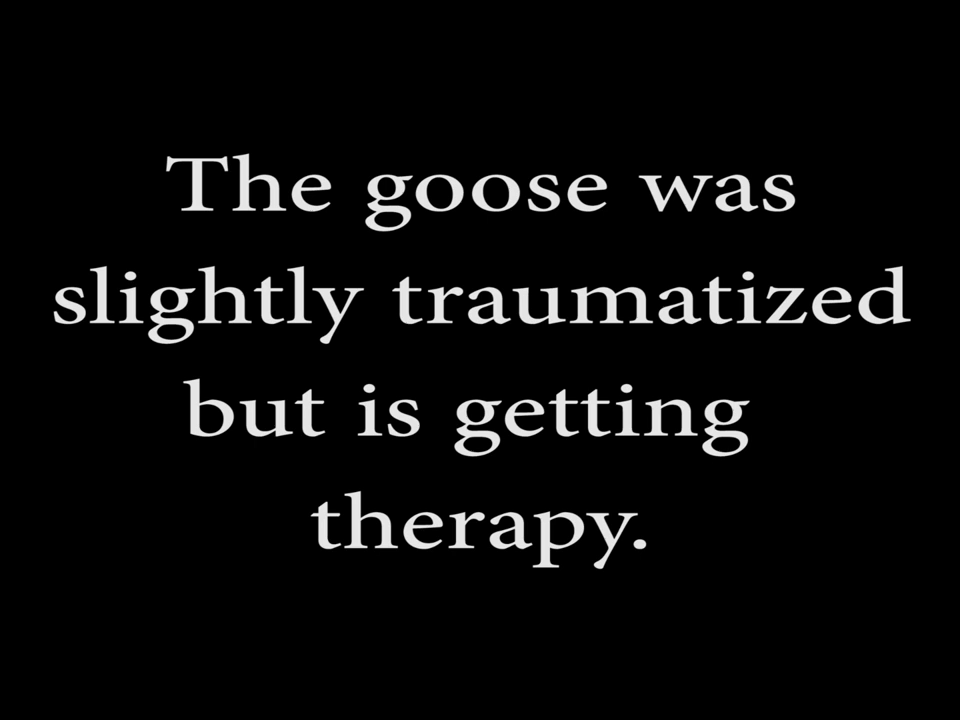 The goose was
slightly traumatized
but is getting
therapy.